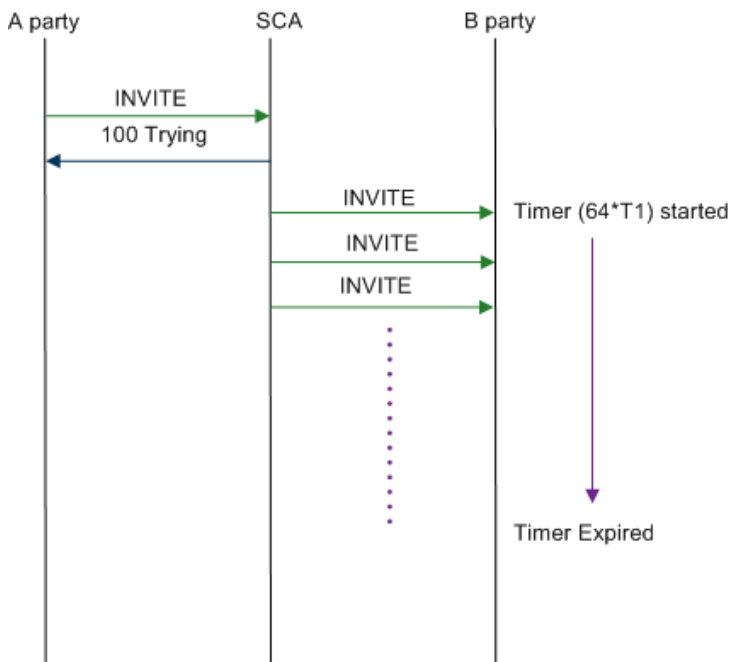 A party
SCA
B party
INVITE
100 Trying
INVITE
Timer (64*T1) started
INVITE
INVITE
Timer Expired